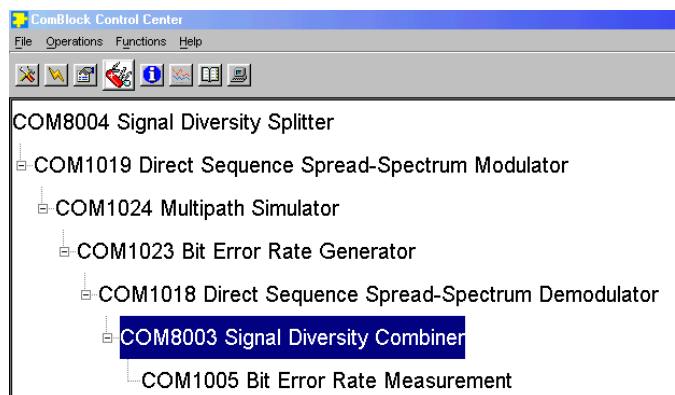 ComBlock Control Center
File Operations Functions Help
COM8004 Signal Diversity Splitter
COM1019 Direct Sequence Spread-Spectrum Modulator
COM1024 Multipath Simulator
COM1023 Bit Error Rate Generator
COM1018 Direct Sequence Spread-Spectrum Demodulator
COM8003 Signal Diversity Combiner
COM1005 Bit Error Rate Measurement